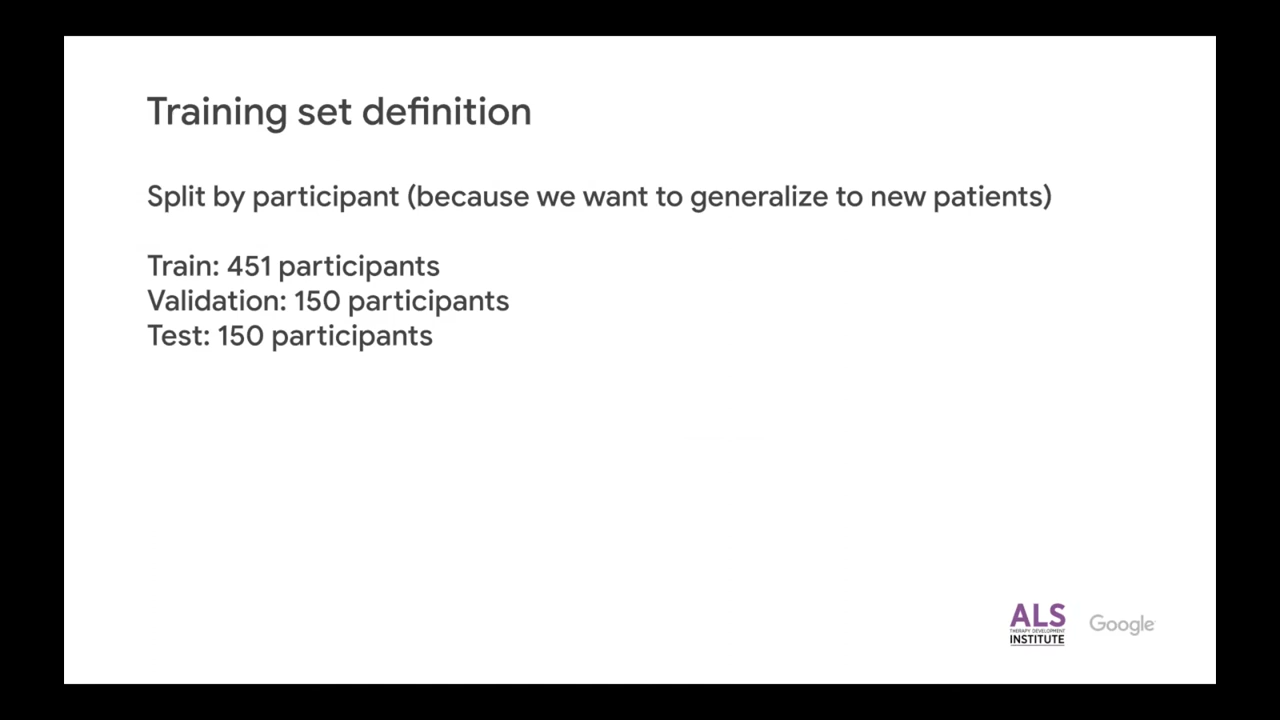 Training set definition
Split by participant (because we want to generalize to new patients)
Train: 451 participants
Validation: 150 participants
Test: 150 participants
ALS
THERAPY DEVELOPMENT
INSTITUTE
Google